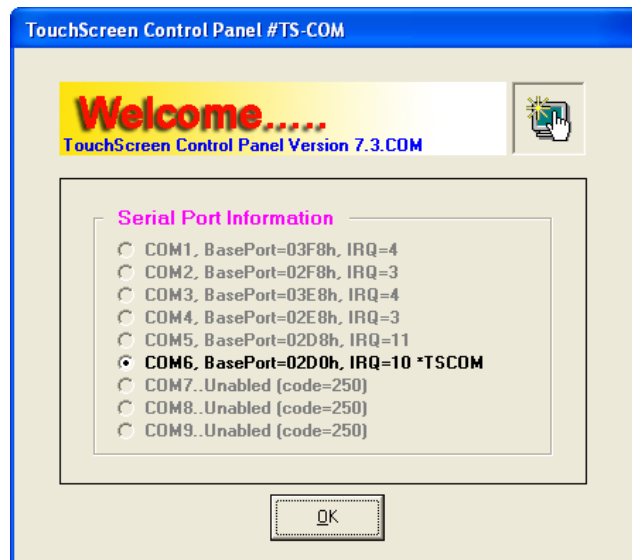 TouchScreen Control Panel #TS-COM
Welcome.....
TouchScreen Control Panel Version 7.3.COM
Serial Port Information
COM1, BasePort=03F8h, IRQ=4
COM2, BasePort=02F8h, IRQ=3
COM3, BasePort=03E8h, IRQ=4
COM4, BasePort=02E8h, IRQ=3
COM5, BasePort=02D8h, IRQ=11
COM6, BasePort=02D0h, IRQ=10 *TSCOM
COM7..Unabled (code=250)
COM8..Unabled (code=250)
COM9..Unabled (code=250)
OK